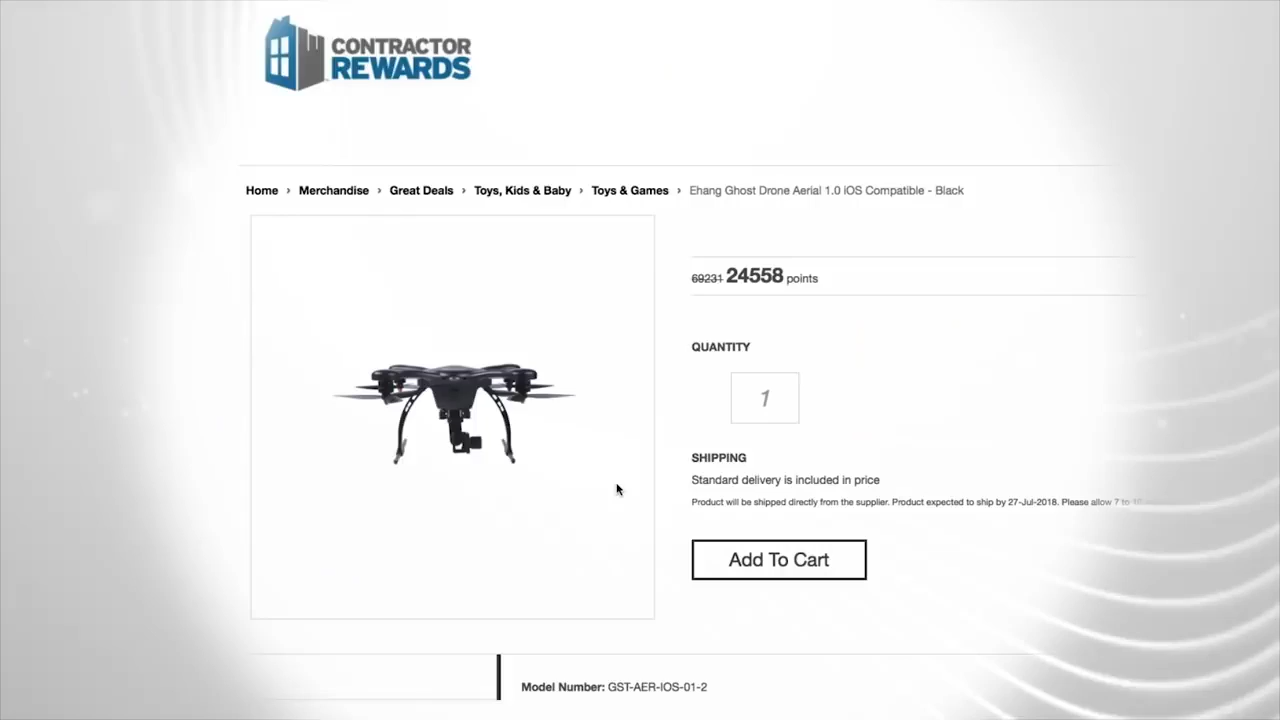 CONTRACTOR
REWARDS
Home › Merchandise › Great Deals › Toys, Kids & Baby › Toys & Games › Ehang Ghost Drone Aerial 1.0 iOS Compatible - Black
69231 24558 points
QUANTITY
1
SHIPPING
Standard delivery is included in price
Product will be shipped directly from the supplier. Product expected to ship by 27-Jul-2018. Please allow 7 to
Add To Cart
Model Number: GST-AER-IOS-01-2